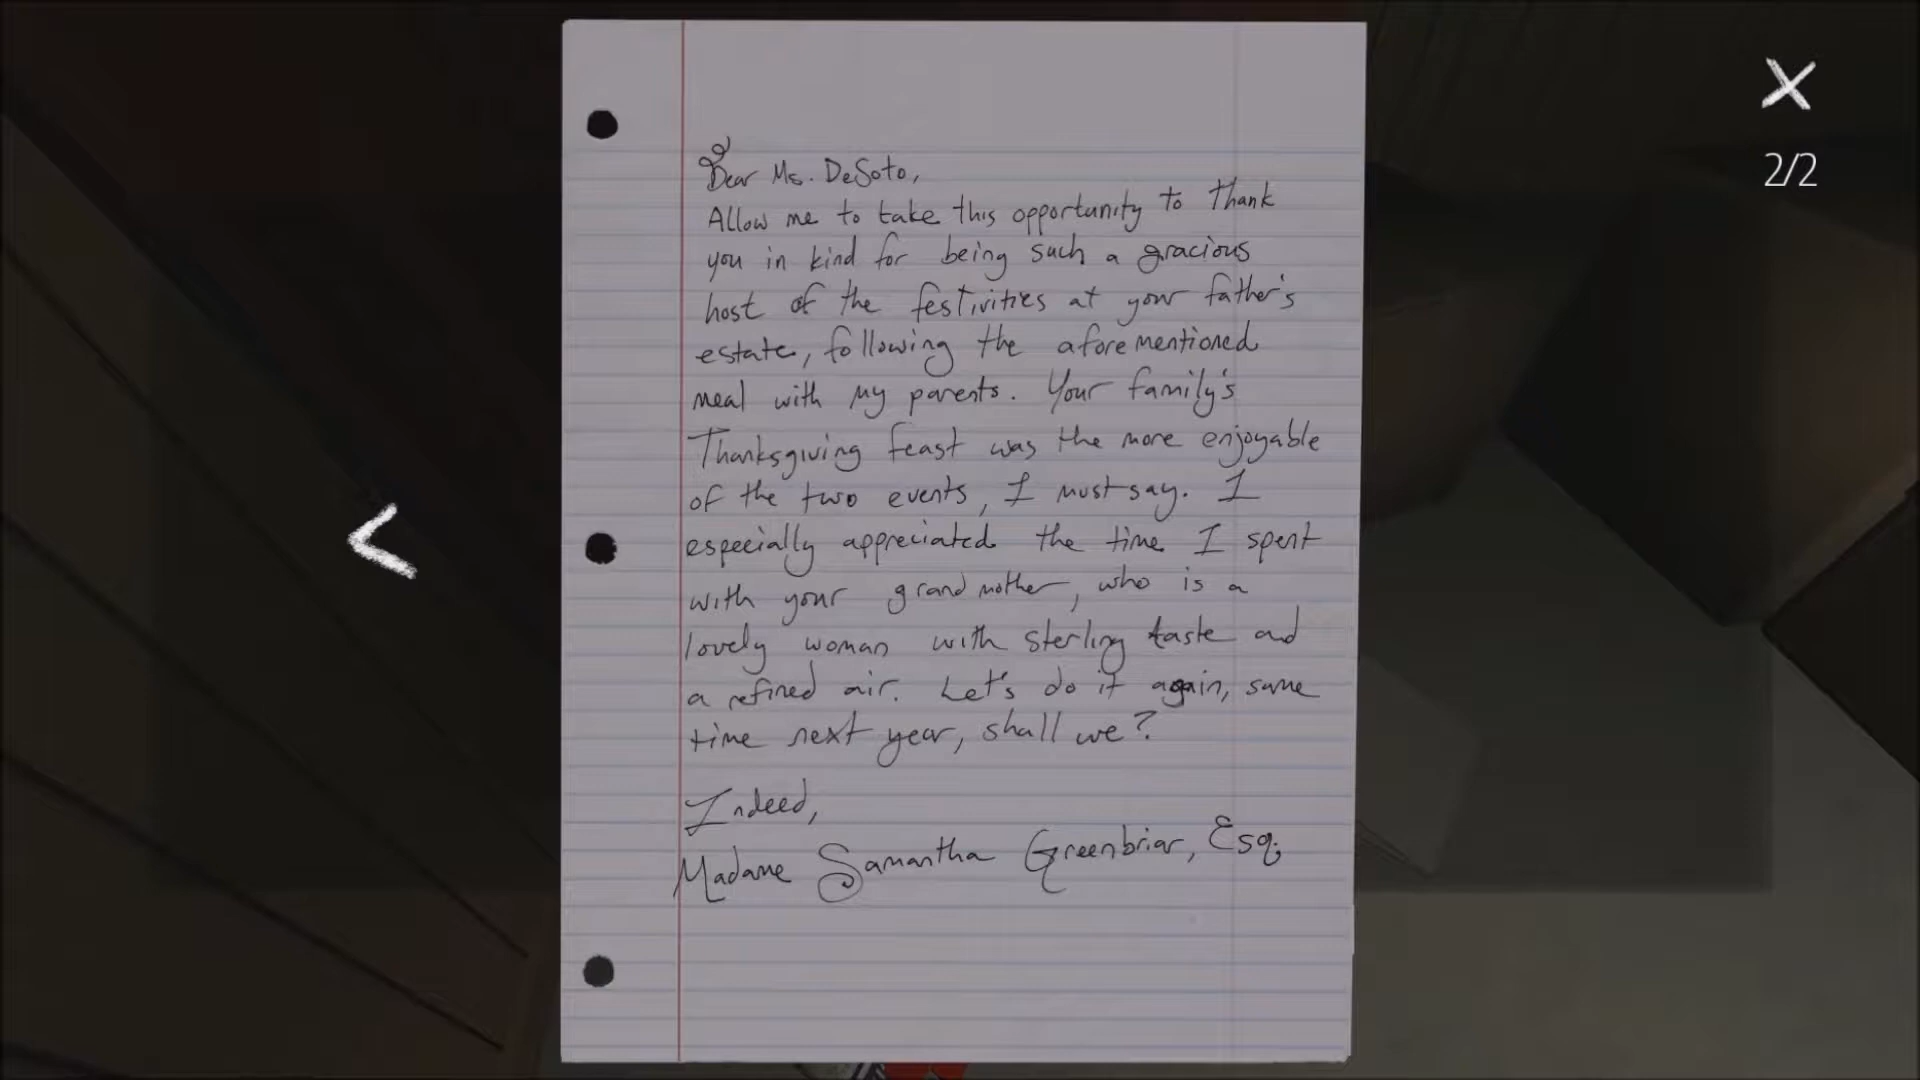 2/2
Dear Ms. DeSoto,
Allow me to take this opportunity to thank
you in kind for being such a gracious
host of the festivities at your father's
estate, following the aforementioned
meal with my parents. Your family's
Thanksgiving feast was the more enjoyable
of the two events, I must say. I
especially appreciated the time I spent
with your grandmother, who is a
lovely woman with sterling taste and
a refined air. Let's do it again, same
time next year, shall we?
Indeed,
Madame Samantha Greenbriar, Esq.